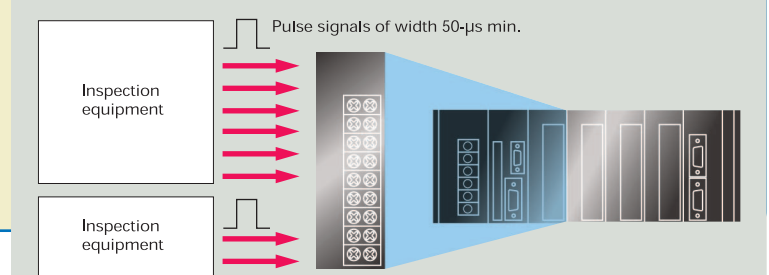 Pulse signals of width 50-µs min.
Inspection
equipment
Inspection
equipment